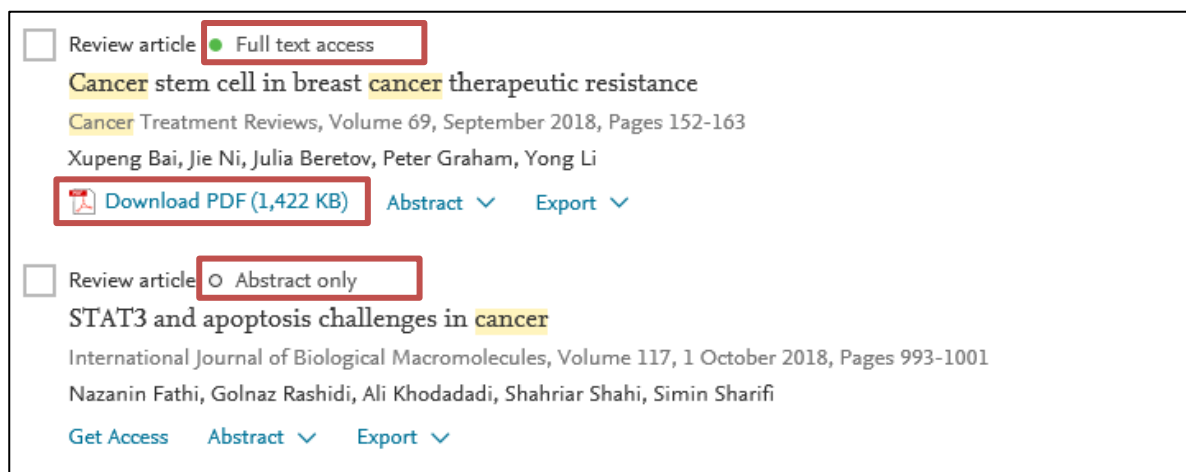 Review article Full text access
Cancer stem cell in breast cancer therapeutic resistance
Cancer Treatment Reviews, Volume 69, September 2018, Pages 152-163
Xupeng Bai, Jie Ni, Julia Beretov, Peter Graham, Yong Li
Download PDF (1,422 KB) Abstract Export
Review article Abstract only
STAT3 and apoptosis challenges in cancer
International Journal of Biological Macromolecules, Volume 117, 1 October 2018, Pages 993-1001
Nazanin Fathi, Golnaz Rashidi, Ali Khodadadi, Shahriar Shahi, Simin Sharifi
Get Access Abstract Export